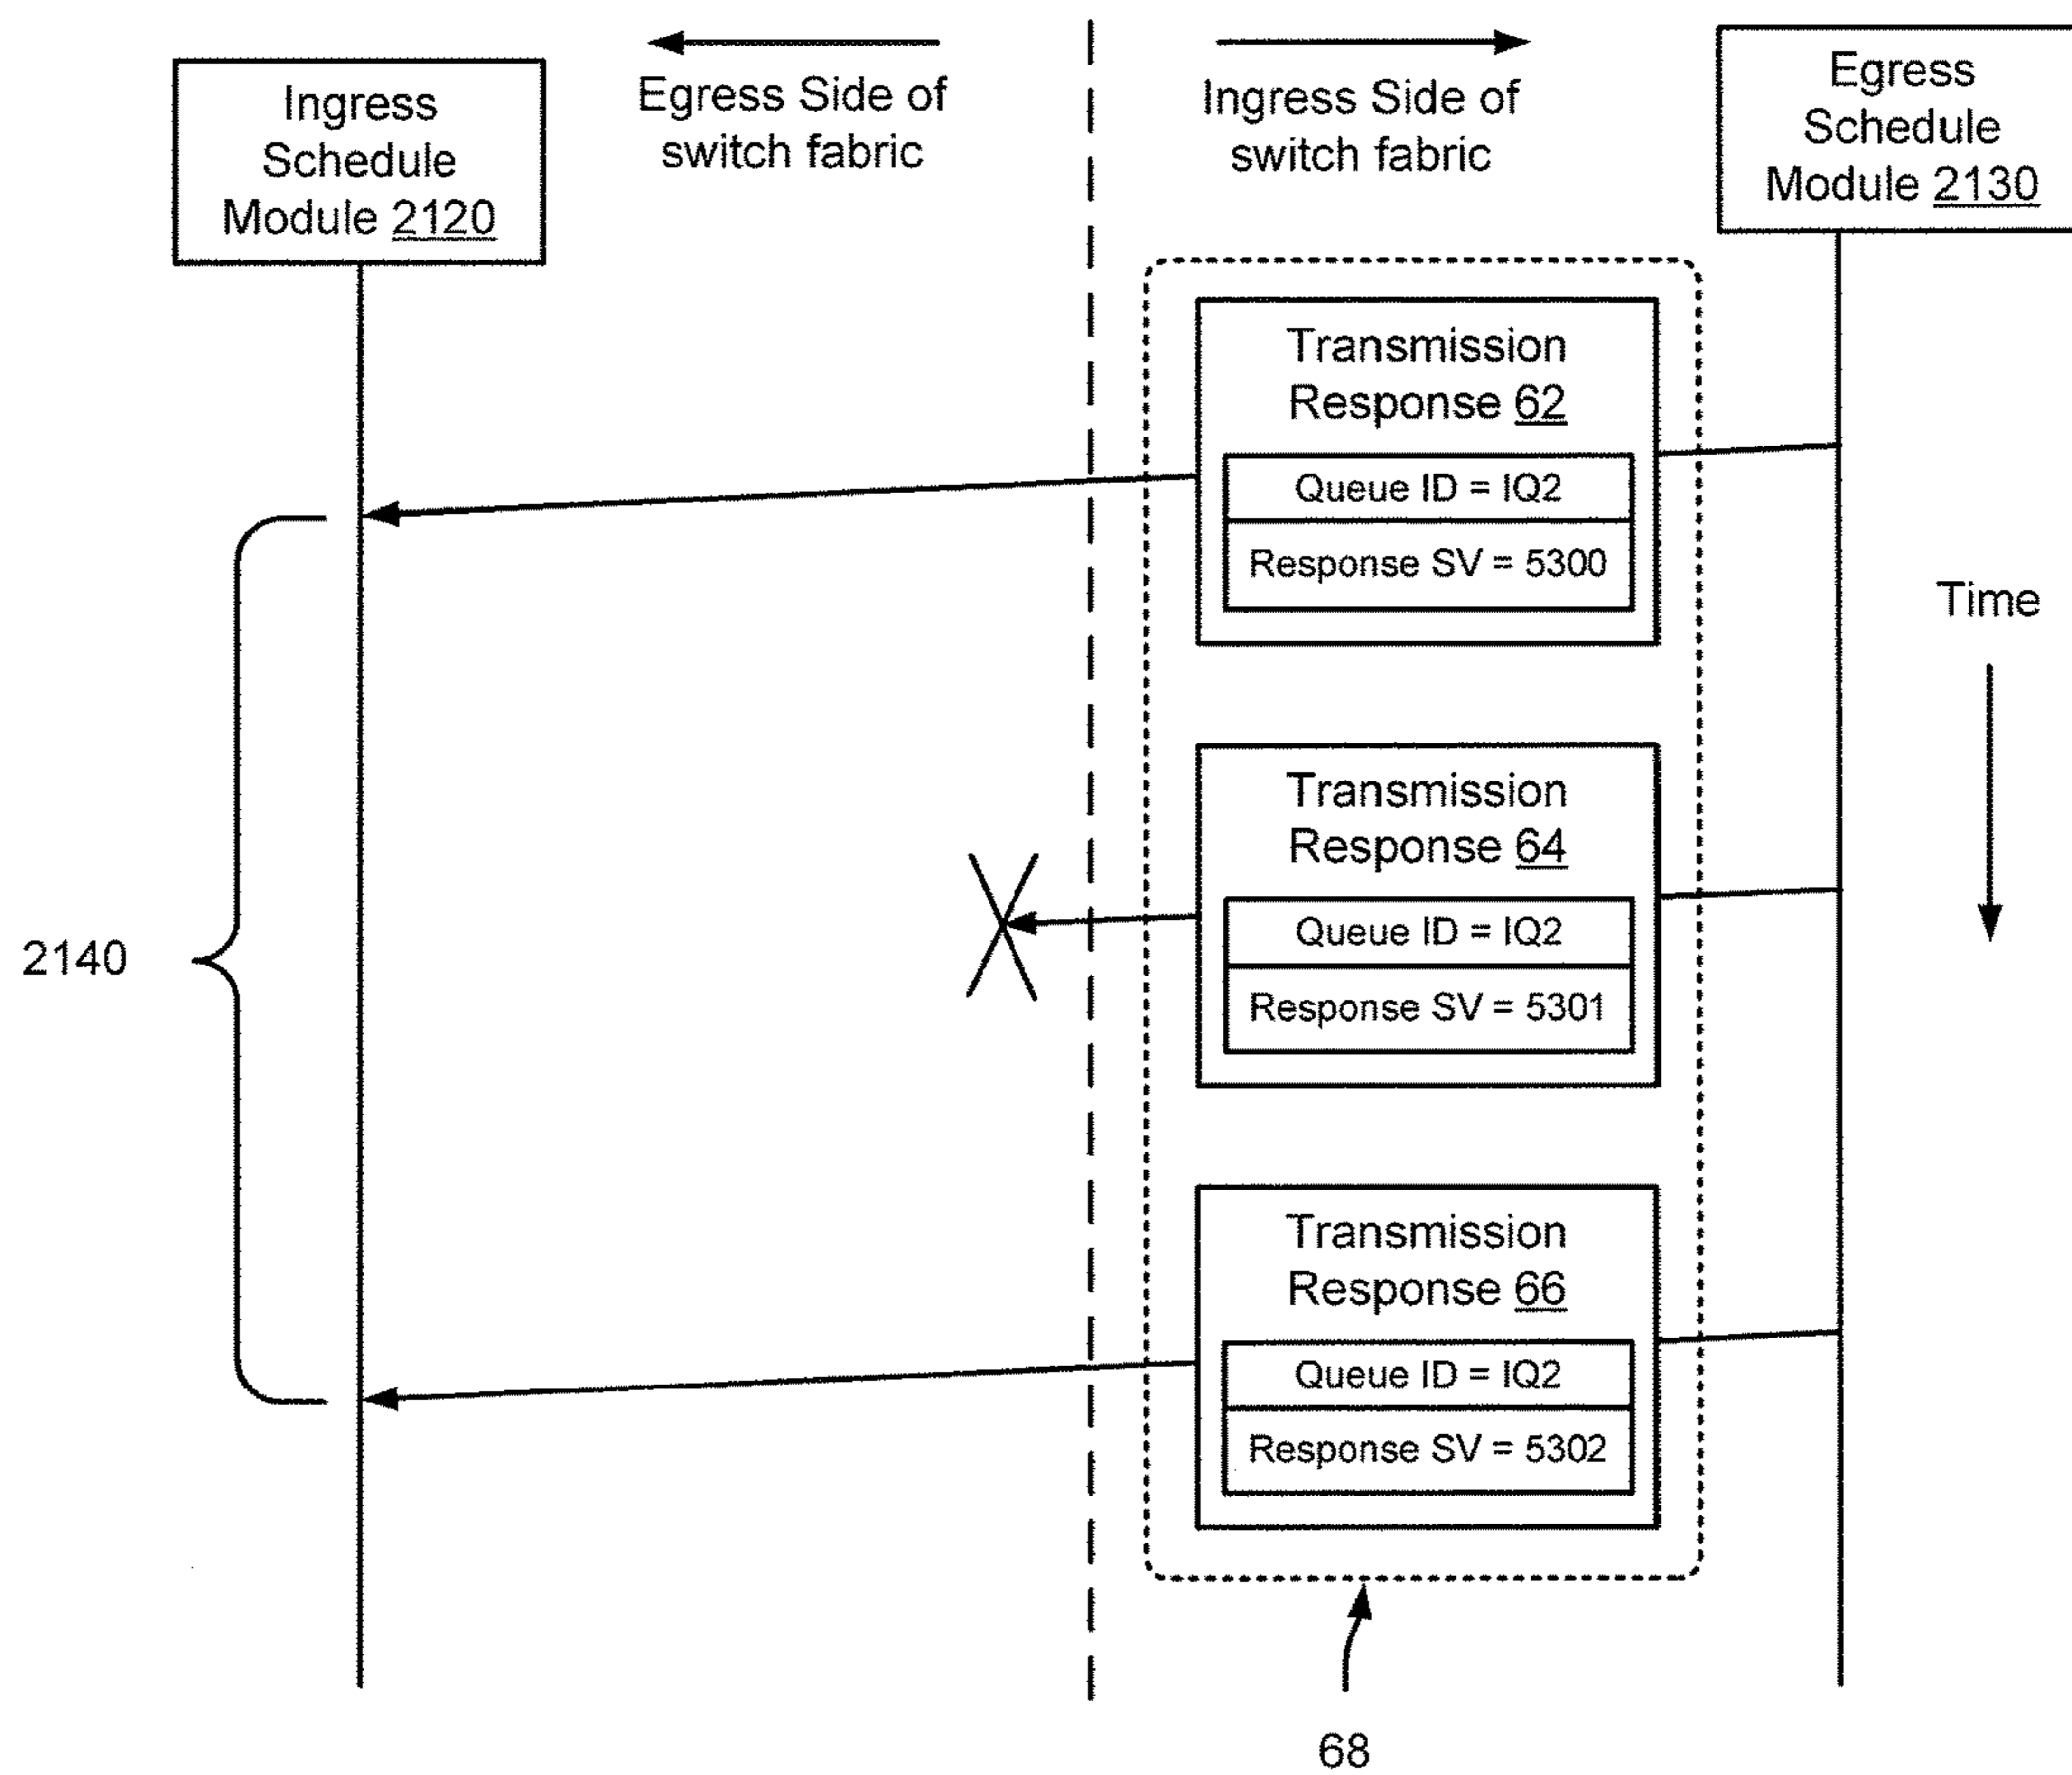 Ingress
Schedule
Module 2120
Egress Side of
switch fabric
Ingress Side of
switch fabric
Egress
Schedule
Module 2130
Transmission
Response 62
Queue ID = IQ2
Response SV = 5300
Time
Transmission
Response 64
Queue ID = IQ2
Response SV = 5301
2140
Transmission
Response 66
Queue ID = IQ2
Response SV = 5302
68